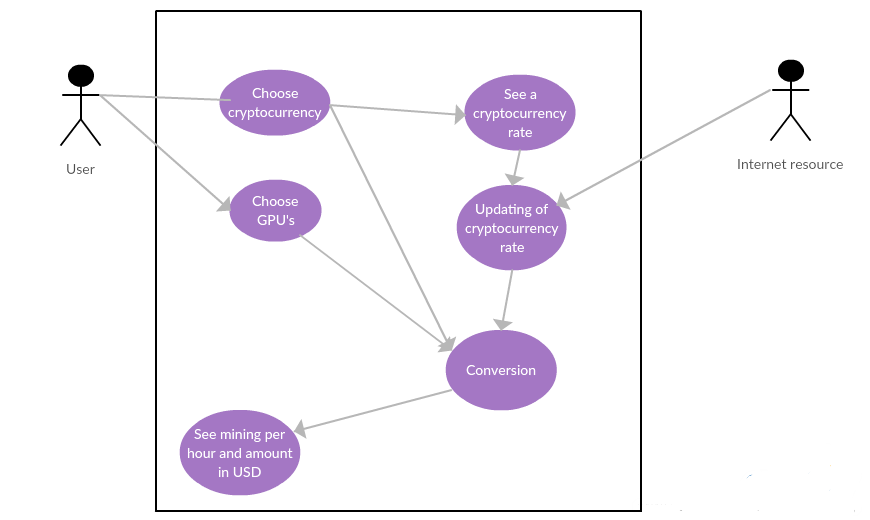 Choose
cryptocurrency
See a
cryptocurrency
rate
User
Internet resource
Choose
GPU's
Updating of
cryptocurrency
rate
Conversion
See mining per
hour and amount
in USD